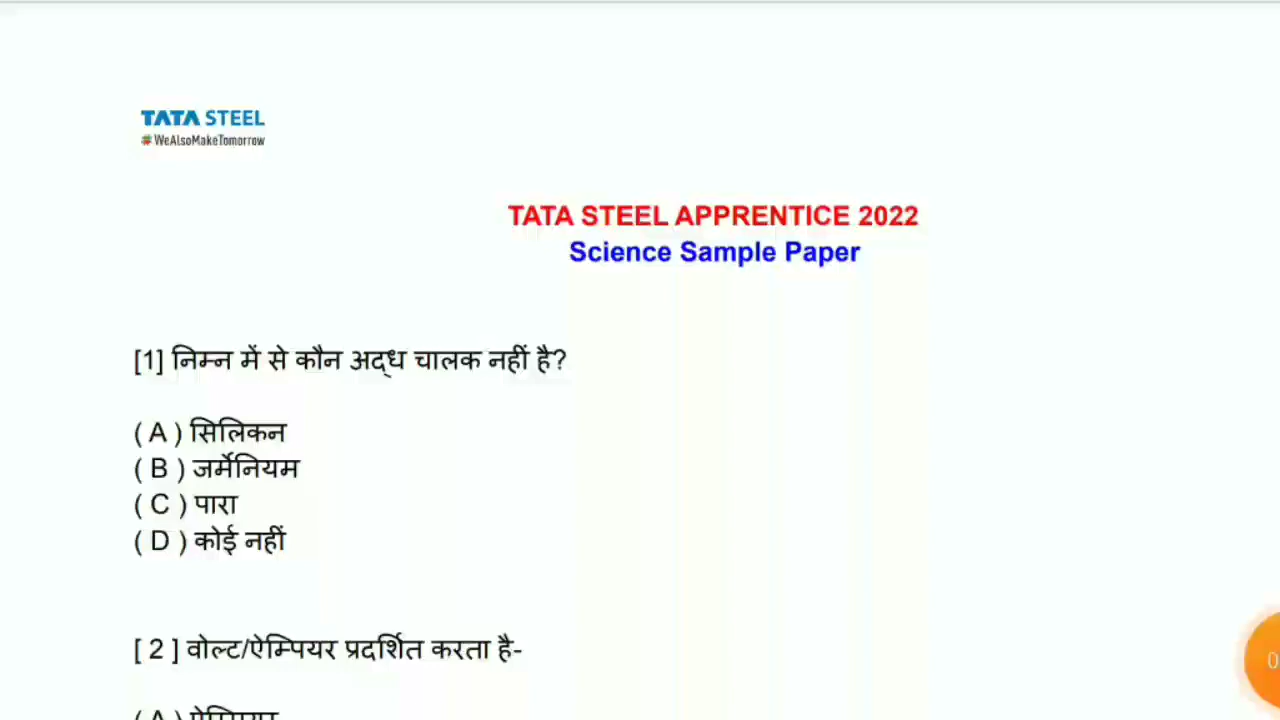 TATA STEEL
#WeAlsoMakeTomorrow
TATA STEEL APPRENTICE 2022
Science Sample Paper
[1] निम्न में से कौन अद्ध चालक नहीं है?
( A ) सिलिकन
( B ) जर्मेनियम
( C ) पारा
( D ) कोई नहीं
[ 2 ] वोल्ट/ऐम्पियर प्रदर्शित करता है-
( A )
0